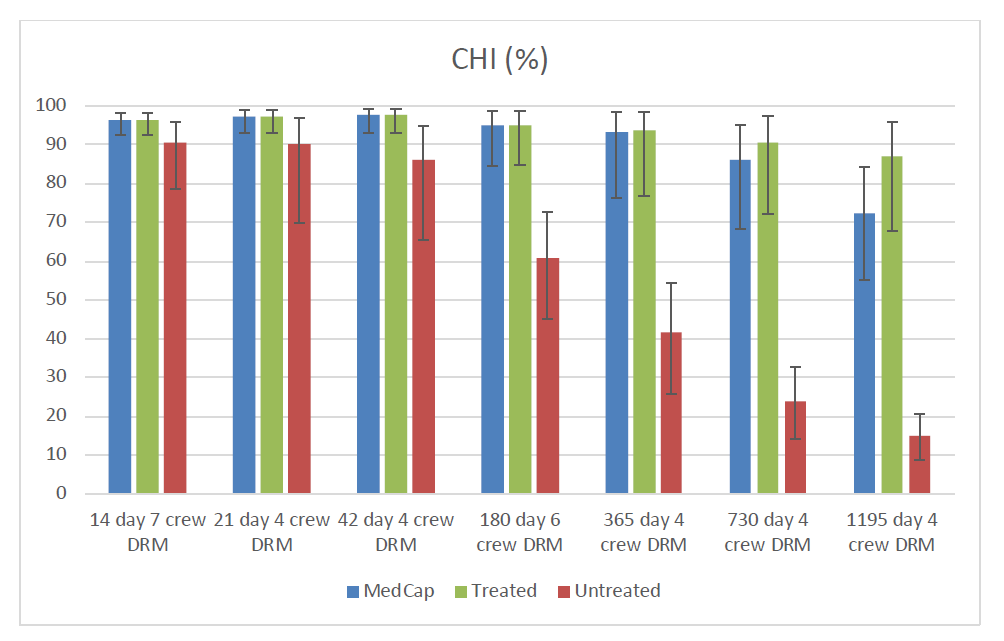 CHI (%)
100
90
80
70
60
50
40
30
20
10
0
14 day 7 crew DRM
21 day 4 crew DRM
42 day 4 crew DRM
180 day 6 crew DRM
365 day 4 crew DRM
730 day 4 crew DRM
1195 day 4 crew DRM
MedCap Treated Untreated